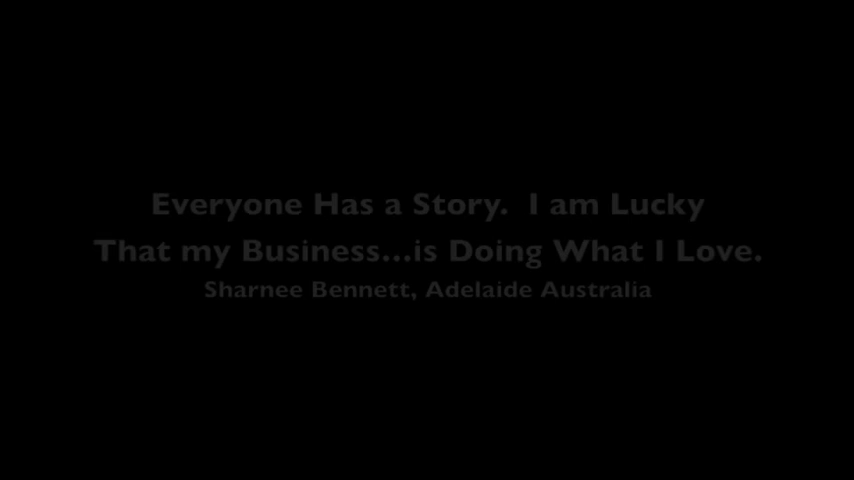 Everyone Has a Story.  I am Lucky
That my Business...is Doing What I Love.
Sharnee Bennett, Adelaide Australia